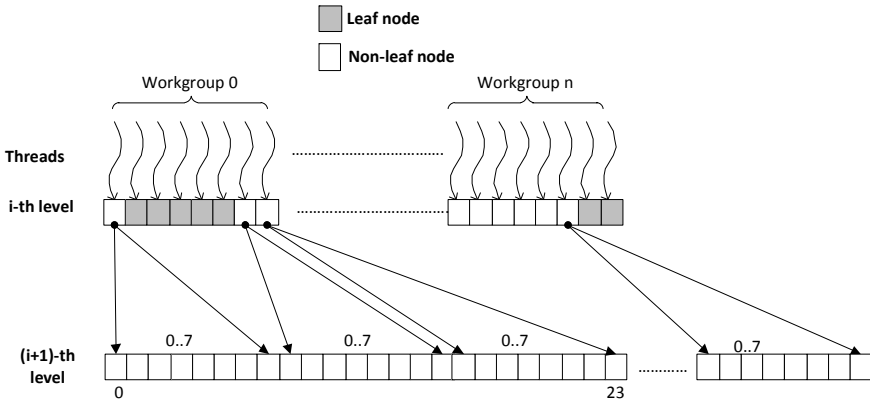 Leaf node
Non-leaf node
Workgroup 0
Workgroup n
Threads
i-th level
0..7
0..7
0..7
0..7
(i+1)-th
level
0
23